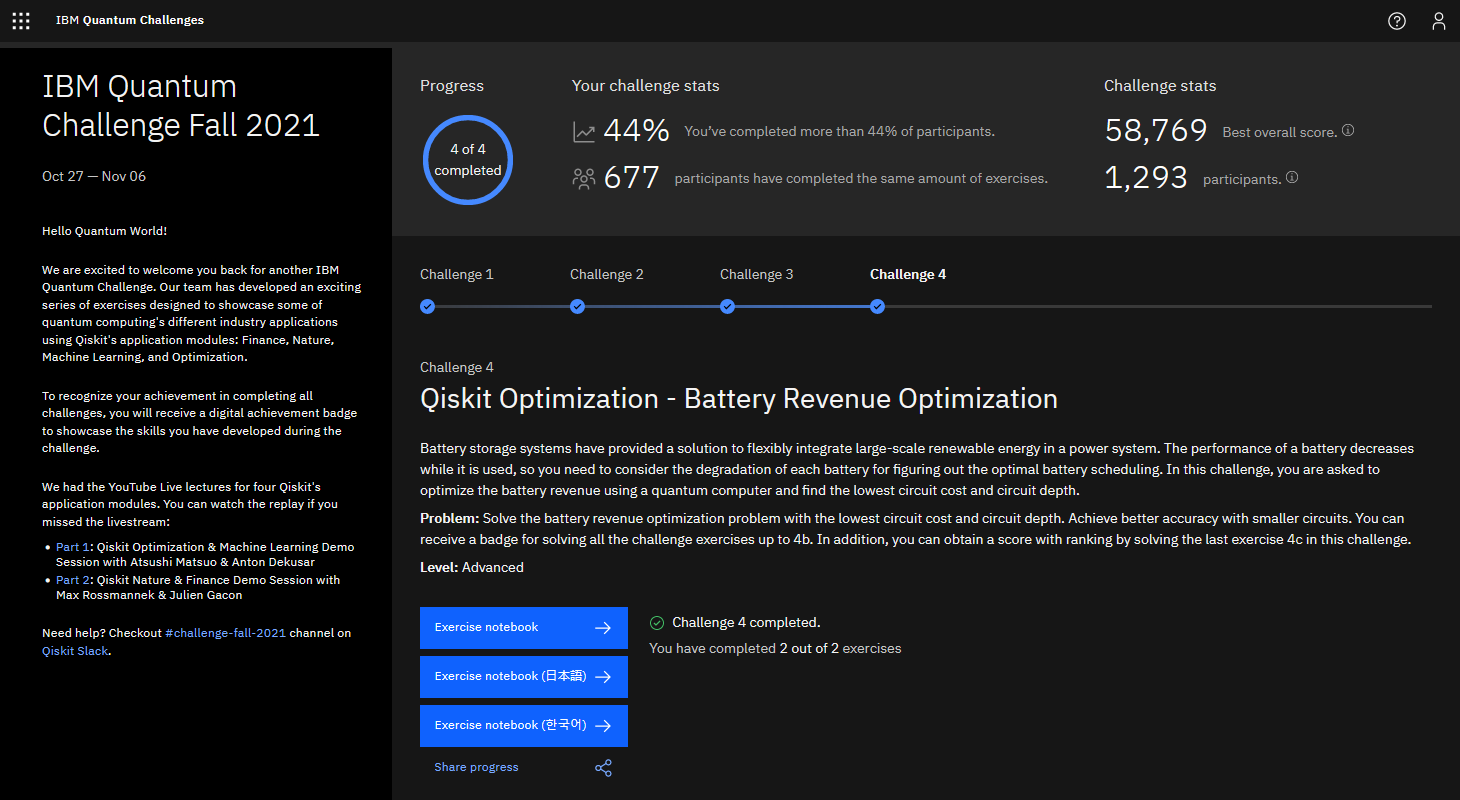 IBM Quantum Challenges
IBM Quantum
Challenge Fall 2021
Oct 27 — Nov 06
Hello Quantum World!
We are excited to welcome you back for another IBM
Quantum Challenge. Our team has developed an exciting
series of exercises designed to showcase some of
quantum computing's different industry applications
using Qiskit's application modules: Finance, Nature,
Machine Learning, and Optimization.
To recognize your achievement in completing all
challenges, you will receive a digital achievement badge
to showcase the skills you have developed during the
challenge.
We had the YouTube Live lectures for four Qiskit's
application modules. You can watch the replay if you
missed the livestream:
• Part 1: Qiskit Optimization & Machine Learning Demo
Session with Atsushi Matsuo & Anton Dekusar
• Part 2: Qiskit Nature & Finance Demo Session with
Max Rossmannek & Julien Gacon
Need help? Checkout #challenge-fall-2021 channel on
Qiskit Slack.
Progress
4 of 4
completed
Your challenge stats
44% You've completed more than 44% of participants.
677 participants have completed the same amount of exercises.
Challenge stats
58,769 Best overall score.
1,293 participants.
Challenge 1 Challenge 2 Challenge 3 Challenge 4
Challenge 4
Qiskit Optimization - Battery Revenue Optimization
Battery storage systems have provided a solution to flexibly integrate large-scale renewable energy in a power system. The performance of a battery decreases
while it is used, so you need to consider the degradation of each battery for figuring out the optimal battery scheduling. In this challenge, you are asked to
optimize the battery revenue using a quantum computer and find the lowest circuit cost and circuit depth.
Problem: Solve the battery revenue optimization problem with the lowest circuit cost and circuit depth. Achieve better accuracy with smaller circuits. You can
receive a badge for solving all the challenge exercises up to 4b. In addition, you can obtain a score with ranking by solving the last exercise 4c in this challenge.
Level: Advanced
Exercise notebook
Exercise notebook (日本語)
Exercise notebook (한국어)
Share progress
Challenge 4 completed.
You have completed 2 out of 2 exercises